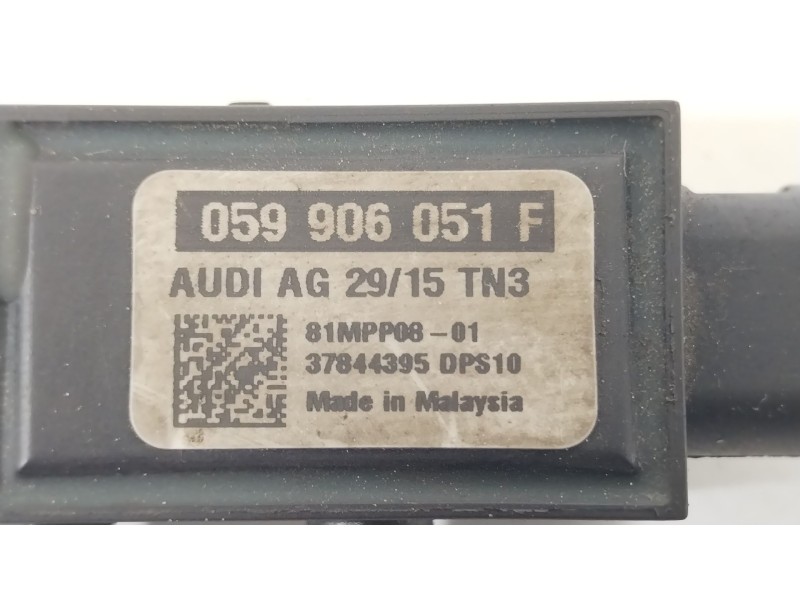 059 906 051 F
AUDI AG 29/15 TN3
81MPP08-01
37844395 DPS10
Made in Malaysia